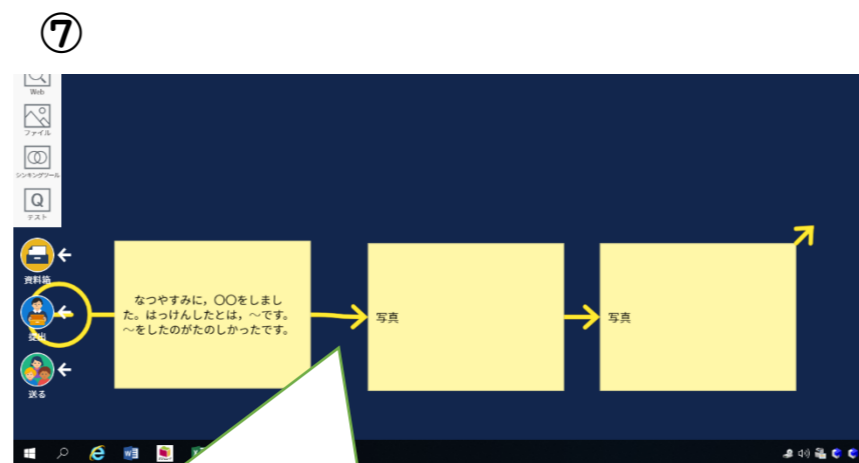 ⑦
Web
ファイル
シンキングツール
Q
テスト
資料箱
提出
送る
なつやすみに，〇〇をしまし
た。はっけんしたとは，～です。
～をしたのがたのしかったです。
写真
写真